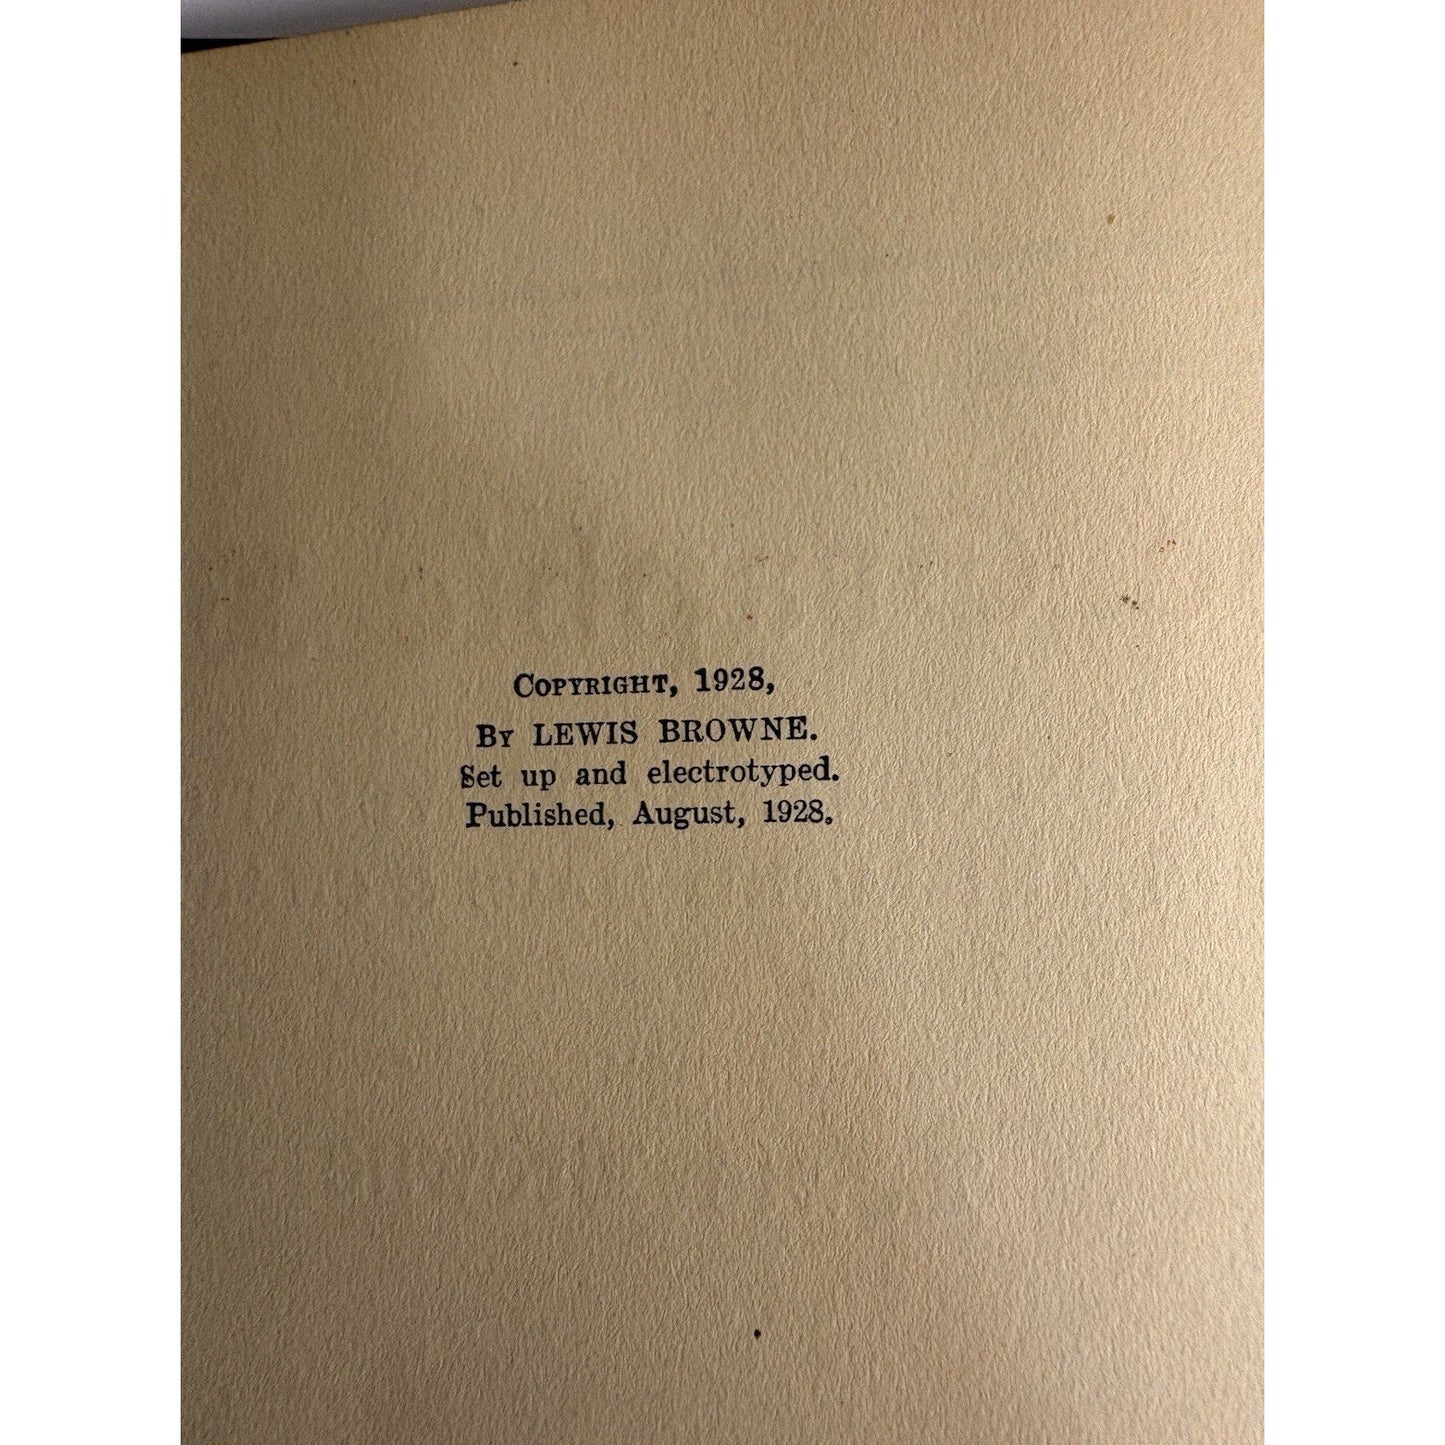 COPYRIGHT, 1928,
BY LEWIS BROWNE.
Set up and electrotyped.
Published, August, 1928.